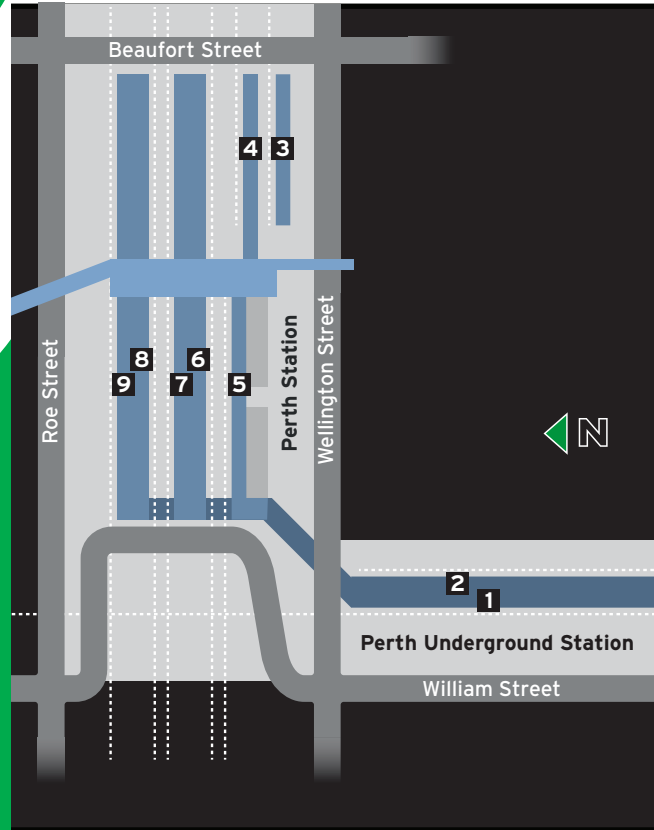 Beaufort Street
4
3
Roe Street
8
9
6
7
5
Perth Station
Wellington Street
N
2
1
Perth Underground Station
William Street